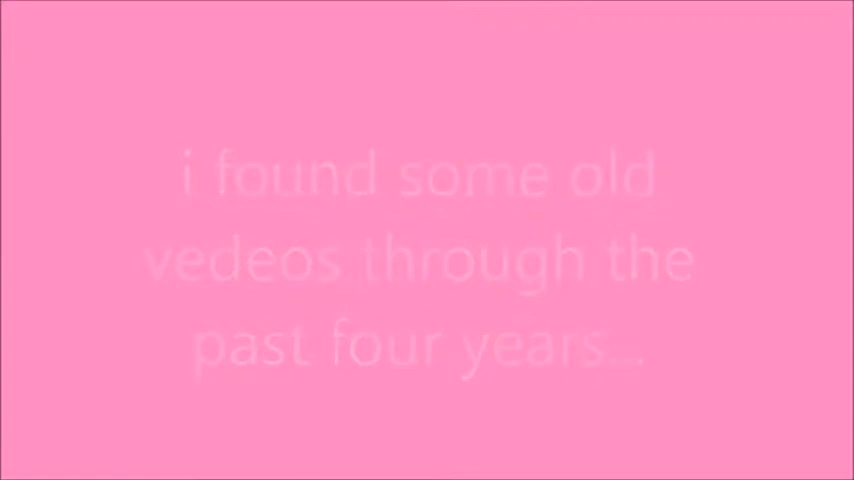 i found some old
vedeos through the
past four years...